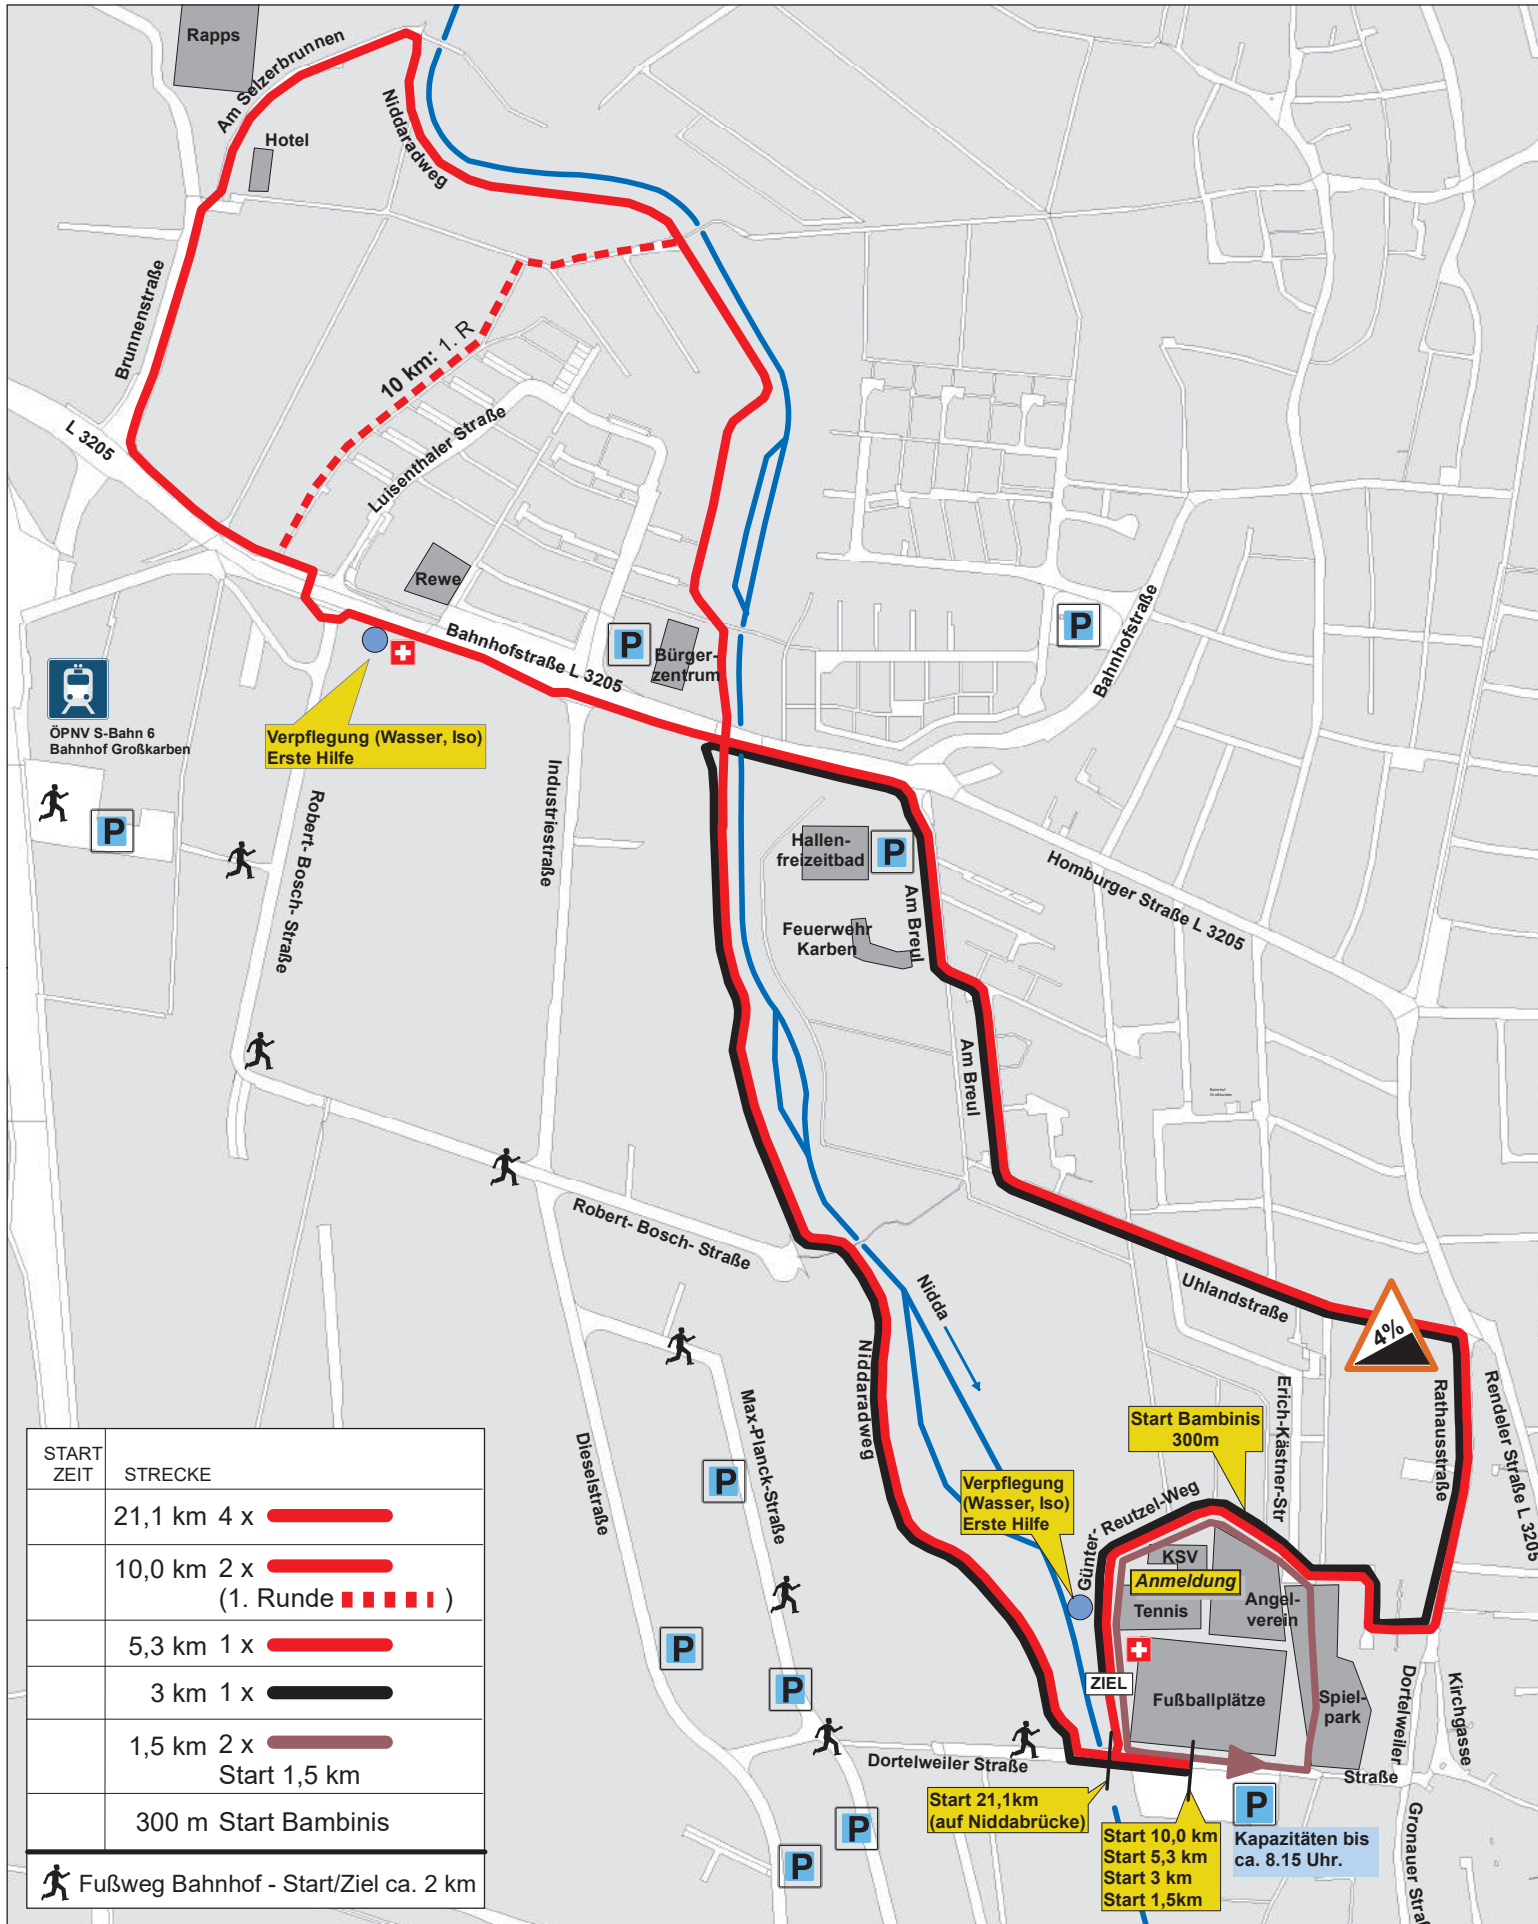 Rapps
Am Selzerbrunnen
Hotel
Niddaradweg
Brunnenstraße
10 km: 1. R
L 3205
Luisenthaler Straße
Rewe
Bahnhofstraße L 3205
P
Bürger-
zentrum
P
Bahnhofstraße
ÖPNV S-Bahn 6
Bahnhof Großkarben
Verpflegung (Wasser, Iso)
Erste Hilfe
P
Robert- Bosch- Straße
Industriestraße
Hallen-
freizeitbad
P
Am Breul
Feuerwehr
Karben
Homburger Straße L 3205
Am Breul
Bahnhof
Großkarben
Robert- Bosch- Straße
Nidda
Uhlandstraße
4%
Niddaradweg
Max-Planck-Straße
Dieselstraße
Erich-Kästner-Str
Rathausstraße
Rendeler Straße L 3205
Start Bambinis
300m
Verpflegung
(Wasser, Iso)
Erste Hilfe
Günter-
Reutzel-Weg
KSV
Anmeldung
Tennis
Angel-
verein
ZIEL
Fußballplätze
Spiel-
park
Dortelweiler
Straße
Kirchgasse
Dortelweiler Straße
Gronauer Straß
P
P
P
P
P
P
Start 21,1km
(auf Niddabrücke)
Start 10,0 km
Start 5,3 km
Start 3 km
Start 1,5km
Kapazitäten bis
ca. 8.15 Uhr.
START
ZEIT
STRECKE
21,1 km 4 x
10,0 km 2 x
(1. Runde )
5,3 km 1 x
3 km 1 x
1,5 km 2 x
Start 1,5 km
300 m Start Bambinis
Fußweg Bahnhof - Start/Ziel ca. 2 km